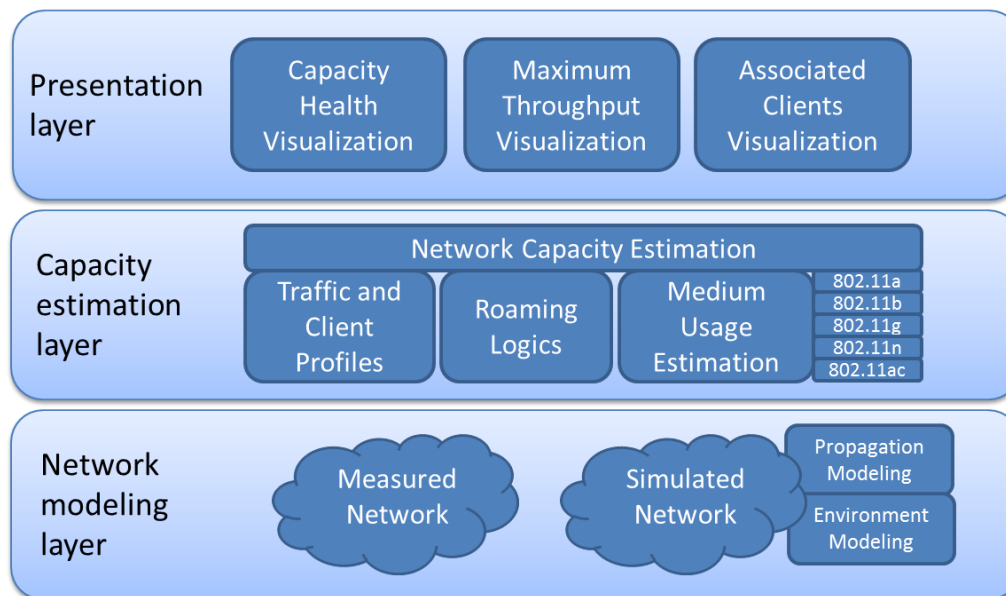 Presentation
layer
Capacity
Health
Visualization
Maximum
Throughput
Visualization
Associated
Clients
Visualization
Capacity
estimation
layer
Network Capacity Estimation
Traffic and
Client
Profiles
Roaming
Logics
Medium
Usage
Estimation
802.11a
802.11b
802.11g
802.11n
802.11ac
Network
modeling
layer
Measured
Network
Simulated
Network
Propagation
Modeling
Environment
Modeling